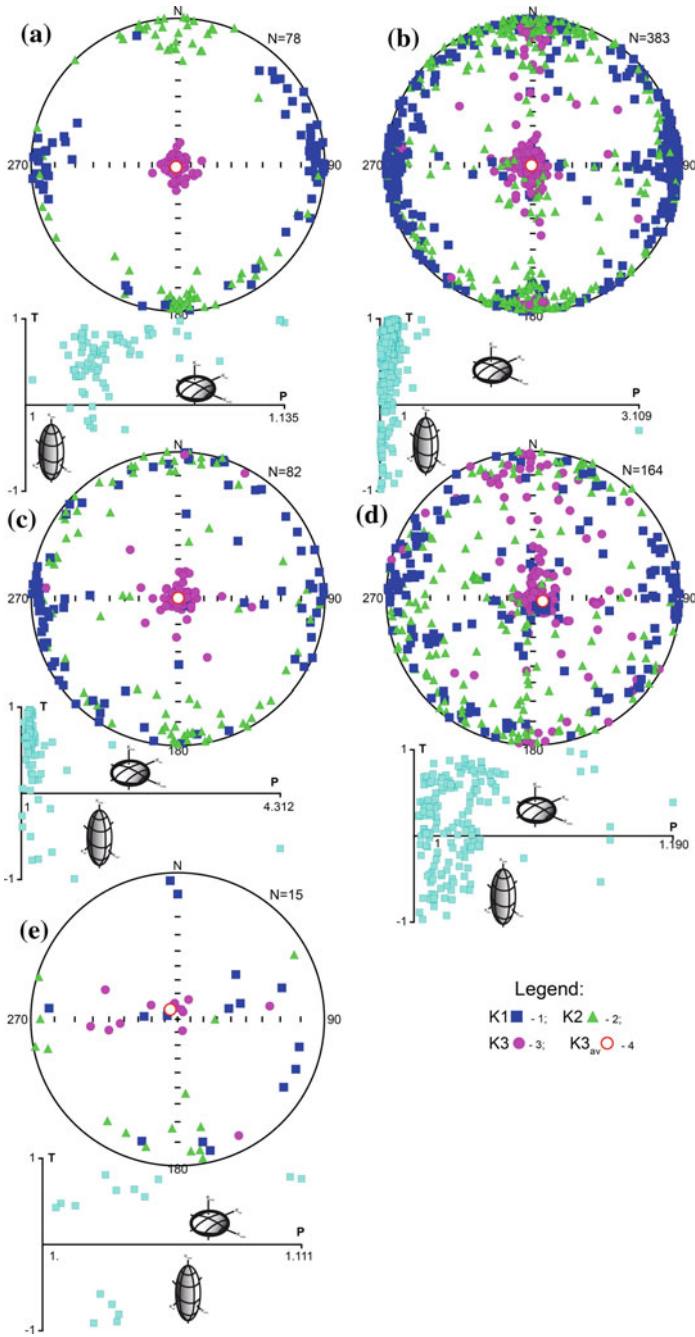 (a)
N
N=78
270
90
180
1
T
P
1
1.135
-1
(b)
N
N=383
270
90
180
1
T
P
1
3.109
-1
(c)
N
N=82
270
90
180
1
T
P
1
4.312
-1
(d)
N
N=164
270
90
180
1
T
P
1
1.190
-1
(e)
N
N=15
270
90
180
1
T
P
1.
1.111
-1
Legend:
K1 - 1; K2 - 2;
K3 - 3; K3av - 4